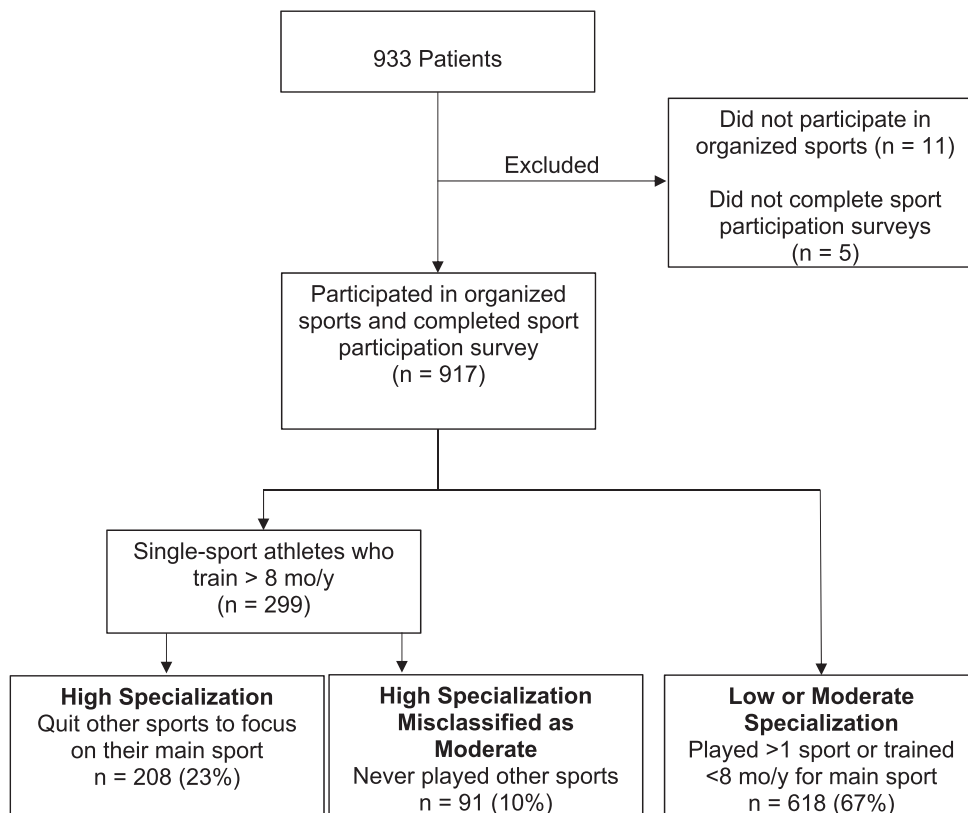 933 Patients
Excluded
Did not participate in
organized sports (n = 11)
Did not complete sport
participation surveys
(n = 5)
Participated in organized
sports and completed sport
participation survey
(n = 917)
Single-sport athletes who
train > 8 mo/y
(n = 299)
High Specialization
Quit other sports to focus
on their main sport
n = 208 (23%)
High Specialization
Misclassified as
Moderate
Never played other sports
n = 91 (10%)
Low or Moderate
Specialization
Played >1 sport or trained
<8 mo/y for main sport
n = 618 (67%)